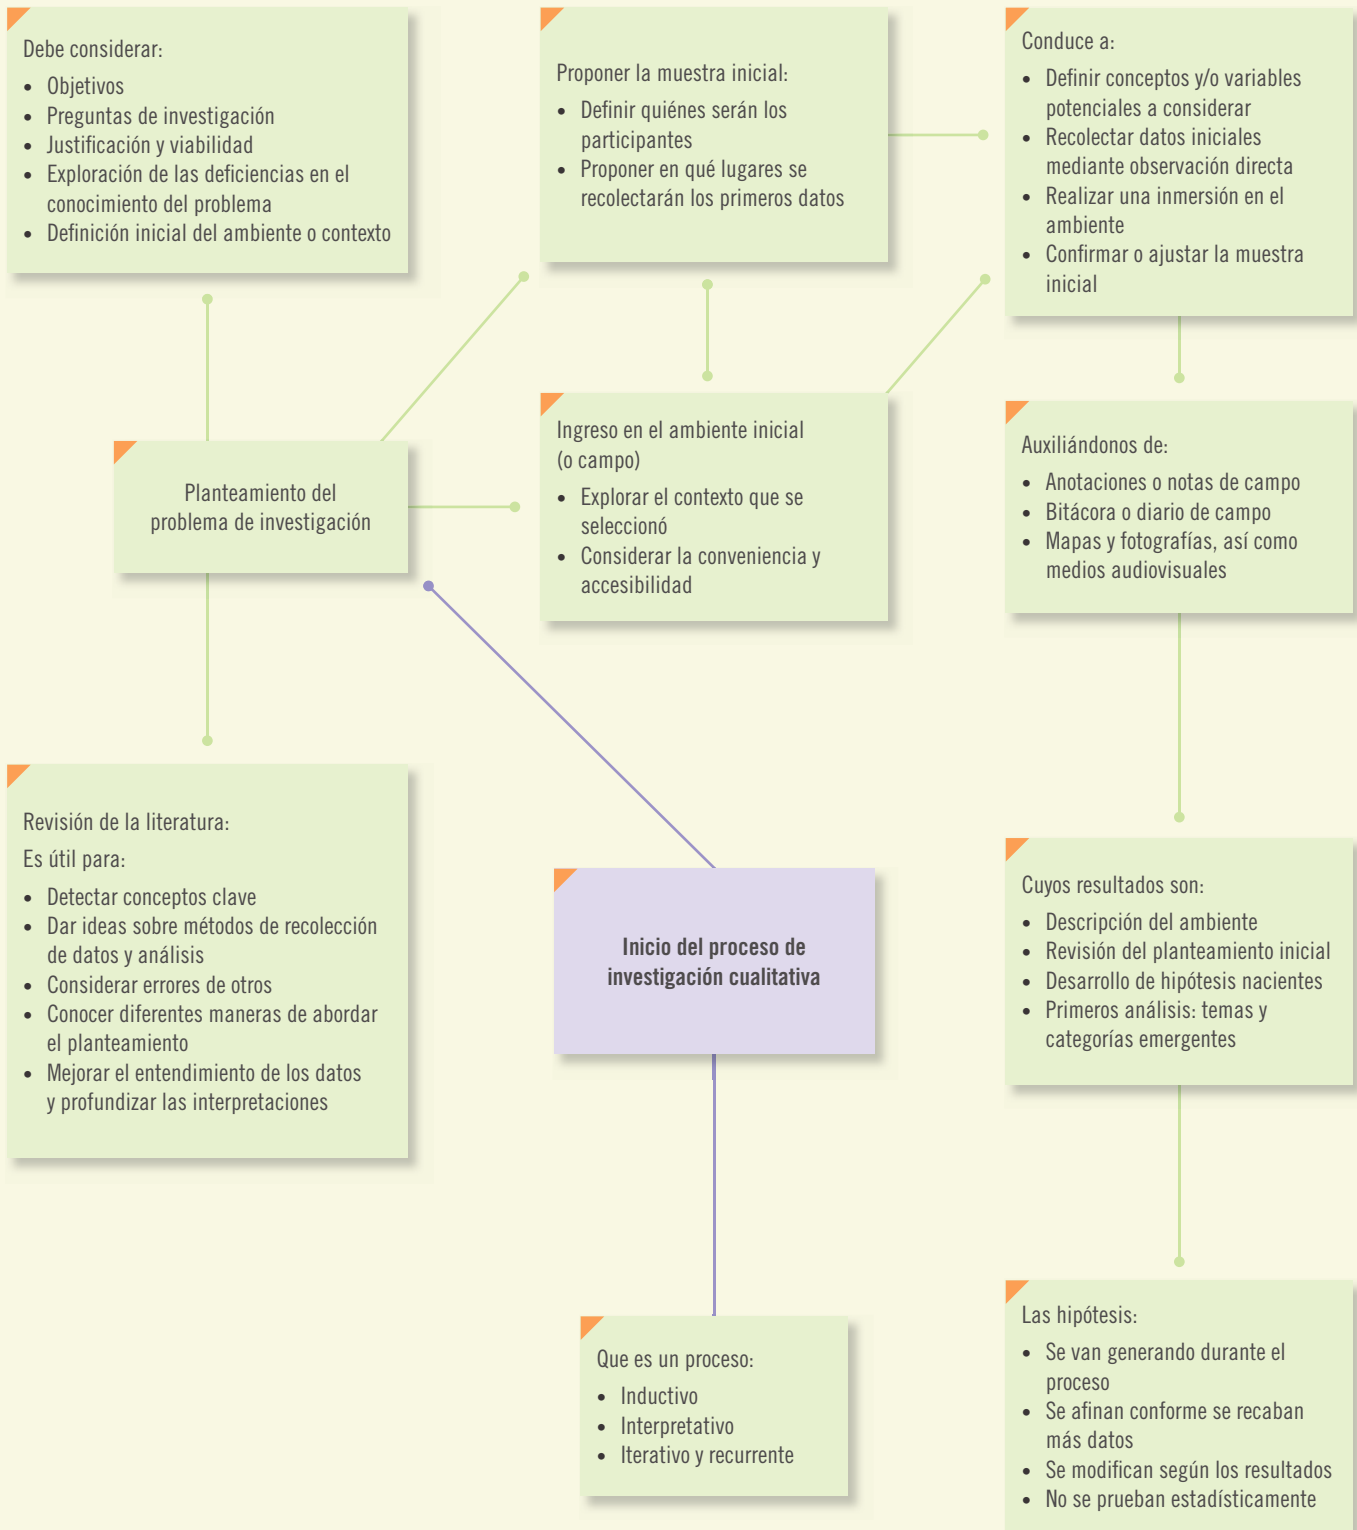 Debe considerar:
• Objetivos
• Preguntas de investigación
• Justificación y viabilidad
• Exploración de las deficiencias en el
conocimiento del problema
• Definición inicial del ambiente o contexto
Proponer la muestra inicial:
• Definir quiénes serán los
participantes
• Proponer en qué lugares se
recolectarán los primeros datos
Conduce a:
• Definir conceptos y/o variables
potenciales a considerar
• Recolectar datos iniciales
mediante observación directa
• Realizar una inmersión en el
ambiente
• Confirmar o ajustar la muestra
inicial
Planteamiento del
problema de investigación
Ingreso en el ambiente inicial
(o campo)
• Explorar el contexto que se
seleccionó
• Considerar la conveniencia y
accesibilidad
Auxiliándonos de:
• Anotaciones o notas de campo
• Bitácora o diario de campo
• Mapas y fotografías, así como
medios audiovisuales
Revisión de la literatura:
Es útil para:
• Detectar conceptos clave
• Dar ideas sobre métodos de recolección
de datos y análisis
• Considerar errores de otros
• Conocer diferentes maneras de abordar
el planteamiento
• Mejorar el entendimiento de los datos
y profundizar las interpretaciones
Inicio del proceso de
investigación cualitativa
Cuyos resultados son:
• Descripción del ambiente
• Revisión del planteamiento inicial
• Desarrollo de hipótesis nacientes
• Primeros análisis: temas y
categorías emergentes
Que es un proceso:
• Inductivo
• Interpretativo
• Iterativo y recurrente
Las hipótesis:
• Se van generando durante el
proceso
• Se afinan conforme se recaban
más datos
• Se modifican según los resultados
• No se prueban estadísticamente